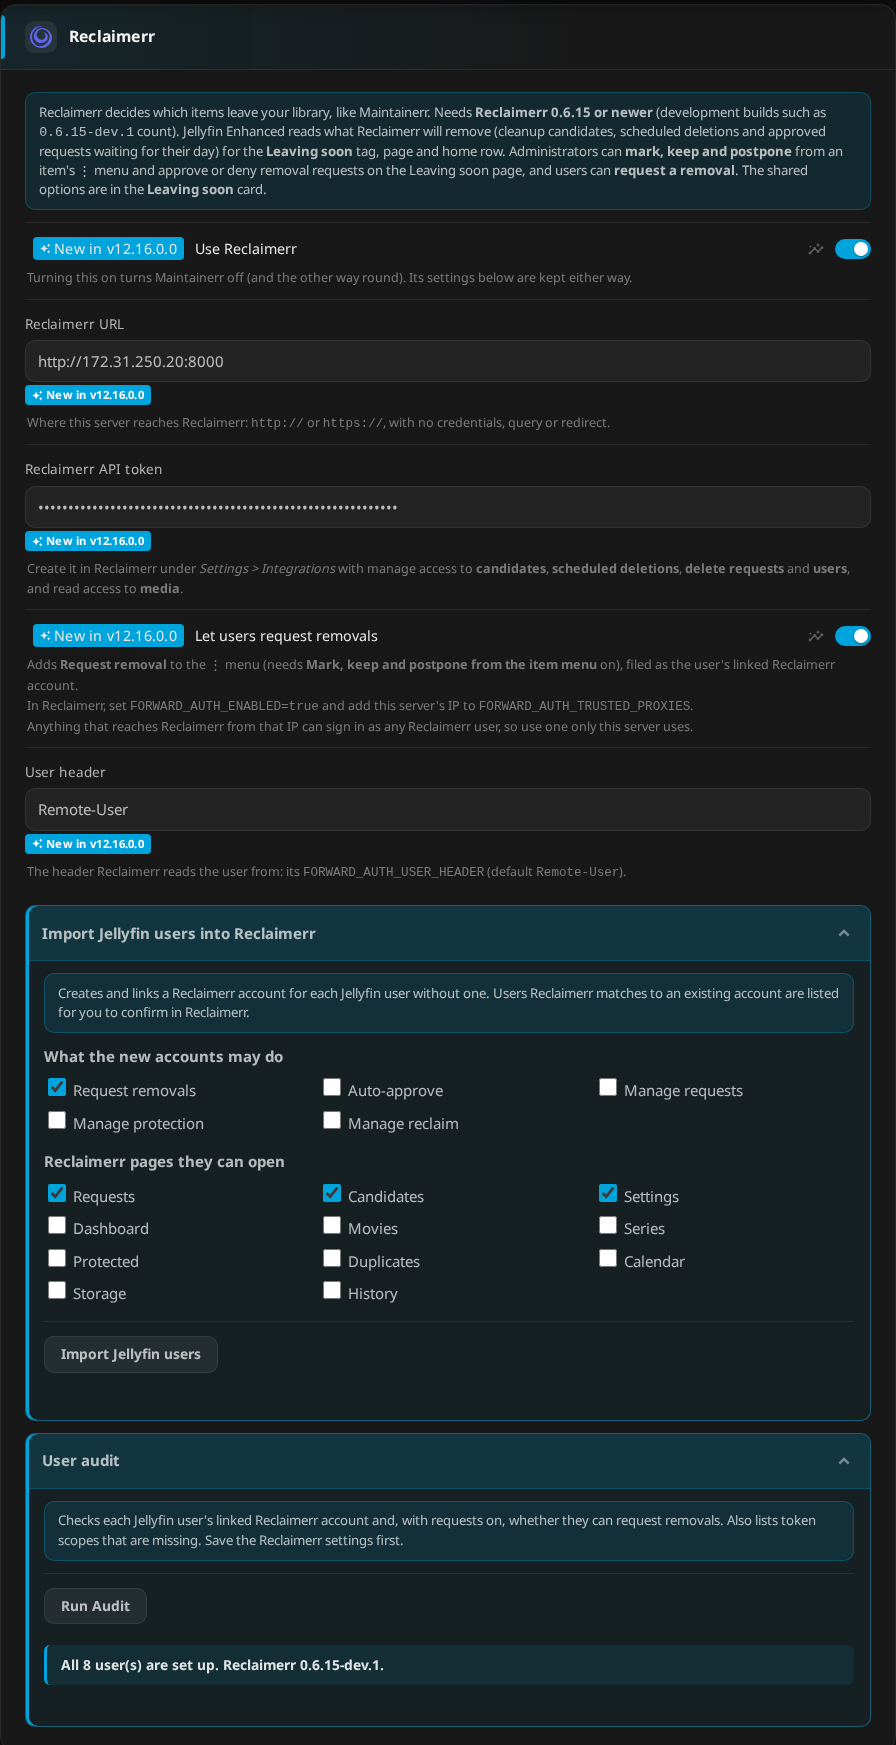 Reclaimerr
Reclaimerr decides which items leave your library, like Maintainerr. Needs Reclaimerr 0.6.15 or newer (development builds such as
0.6.15-dev.1 count). Jellyfin Enhanced reads what Reclaimerr will remove (cleanup candidates, scheduled deletions and approved
requests waiting for their day) for the Leaving soon tag, page and home row. Administrators can mark, keep and postpone from an
item's ⋮ menu and approve or deny removal requests on the Leaving soon page, and users can request a removal. The shared
options are in the Leaving soon card.
New in v12.16.0.0 Use Reclaimerr
Turning this on turns Maintainerr off (and the other way round). Its settings below are kept either way.
Reclaimerr URL
http://172.31.250.20:8000
New in v12.16.0.0
Where this server reaches Reclaimerr: http:// or https://, with no credentials, query or redirect.
Reclaimerr API token
New in v12.16.0.0
Create it in Reclaimerr under Settings > Integrations with manage access to candidates, scheduled deletions, delete requests and users,
and read access to media.
New in v12.16.0.0 Let users request removals
Adds Request removal to the ⋮ menu (needs Mark, keep and postpone from the item menu on), filed as the user's linked Reclaimerr
account.
In Reclaimerr, set FORWARD_AUTH_ENABLED=true and add this server's IP to FORWARD_AUTH_TRUSTED_PROXIES.
Anything that reaches Reclaimerr from that IP can sign in as any Reclaimerr user, so use one only this server uses.
User header
Remote-User
New in v12.16.0.0
The header Reclaimerr reads the user from: its FORWARD_AUTH_USER_HEADER (default Remote-User).
Import Jellyfin users into Reclaimerr
Creates and links a Reclaimerr account for each Jellyfin user without one. Users Reclaimerr matches to an existing account are listed
for you to confirm in Reclaimerr.
What the new accounts may do
Request removals Auto-approve Manage requests
Manage protection Manage reclaim
Reclaimerr pages they can open
Requests Candidates Settings
Dashboard Movies Series
Protected Duplicates Calendar
Storage History
Import Jellyfin users
User audit
Checks each Jellyfin user's linked Reclaimerr account and, with requests on, whether they can request removals. Also lists token
scopes that are missing. Save the Reclaimerr settings first.
Run Audit
All 8 user(s) are set up. Reclaimerr 0.6.15-dev.1.